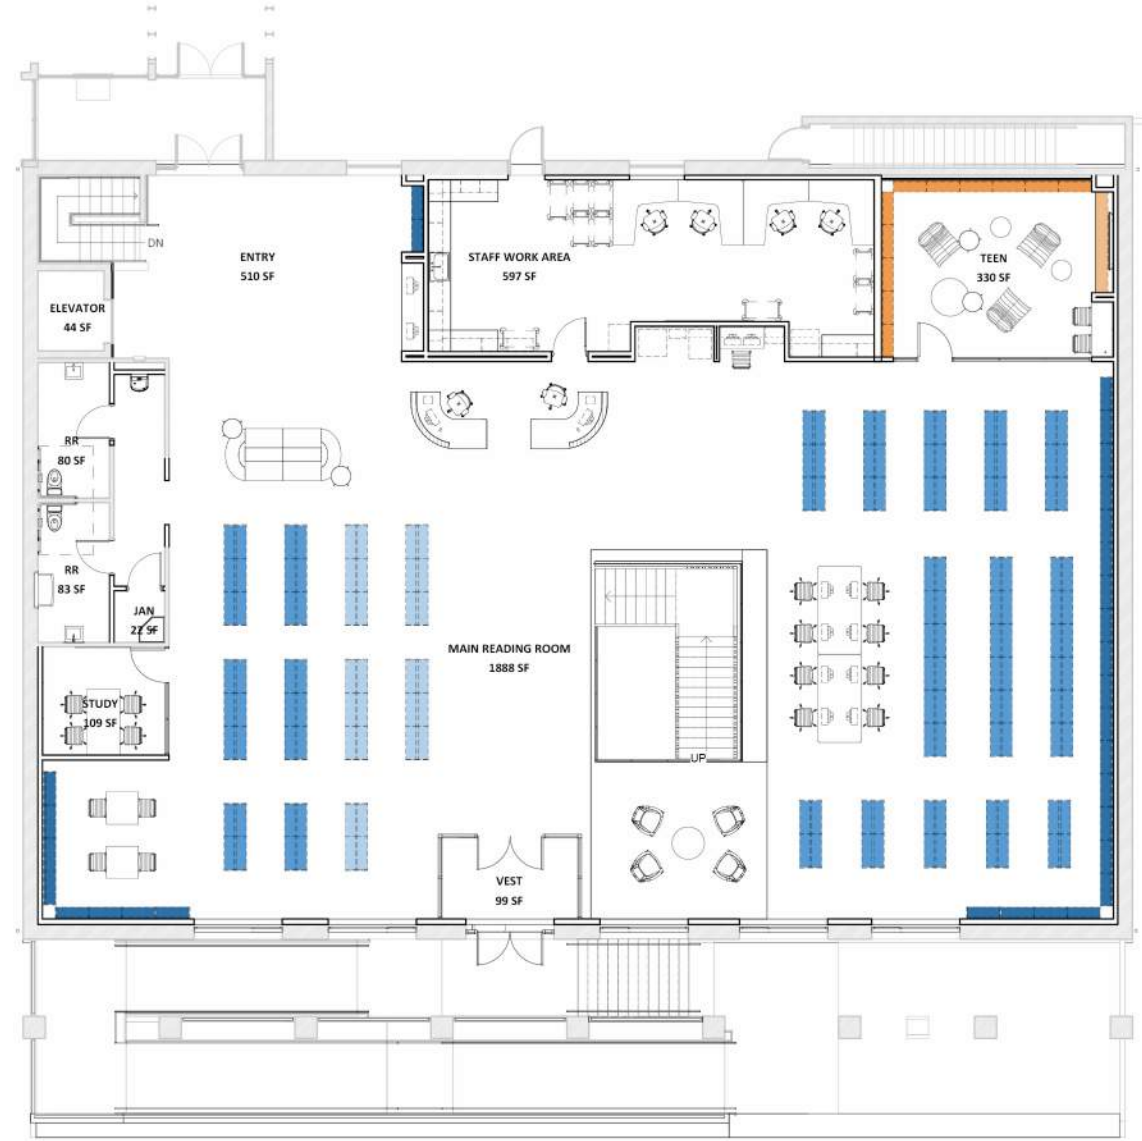 DN
ENTRY
510 SF
STAFF WORK AREA
597 SF
TEEN
330 SF
ELEVATOR
44 SF
RR
80 SF
RR
83 SF
JAN
22 SF
MAIN READING ROOM
1888 SF
STUDY
109 SF
UP
VEST
99 SF